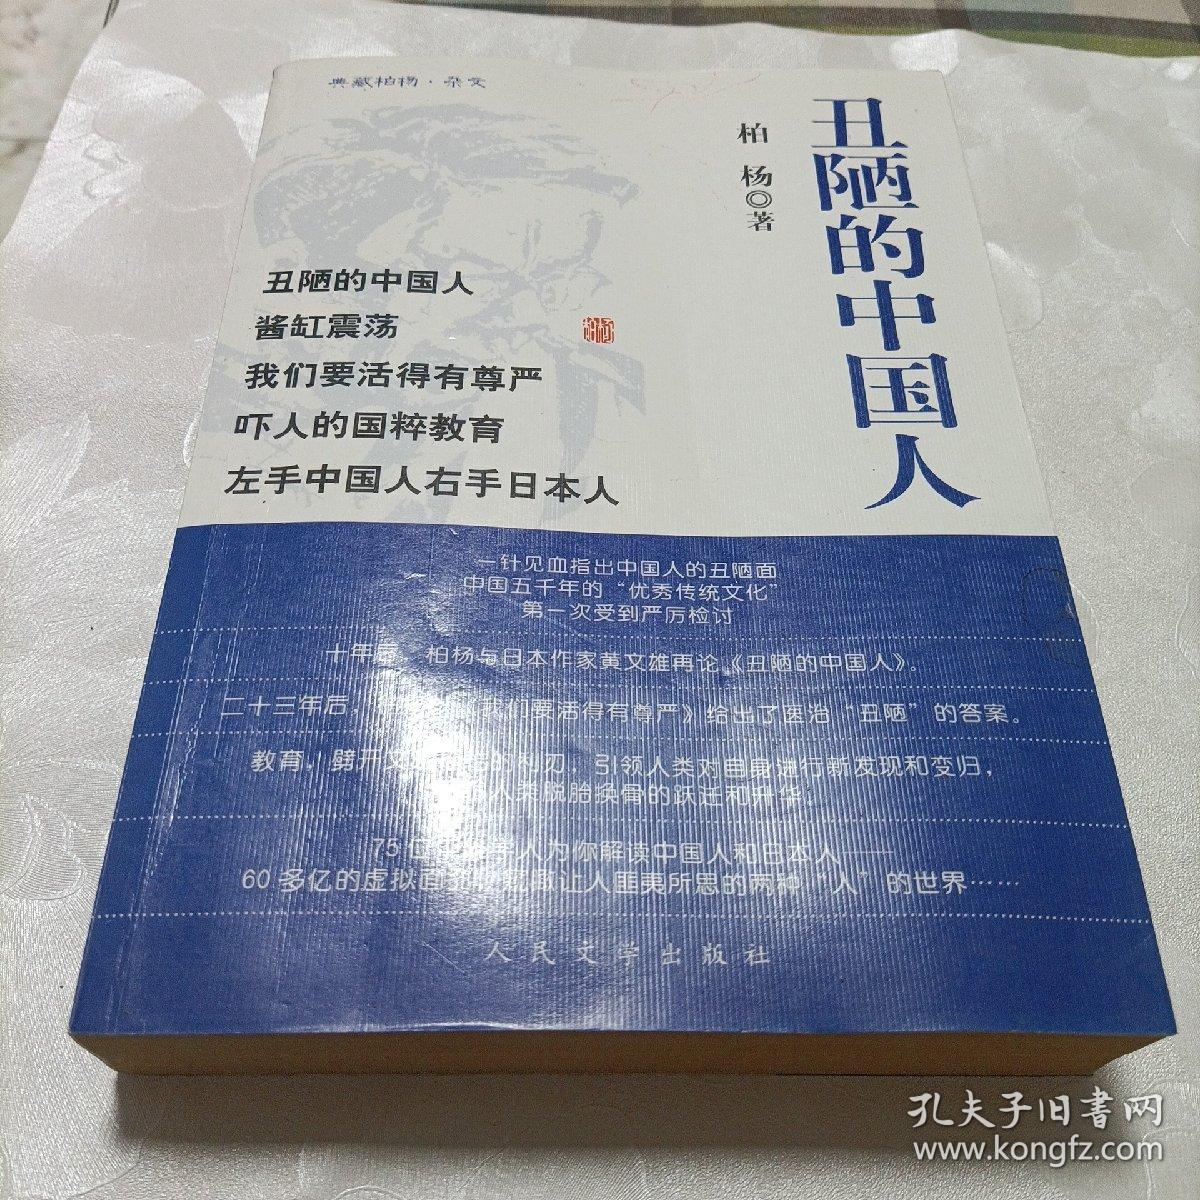 典藏柏杨·杂文
丑陋的中国人
柏 杨◎著
丑陋的中国人
酱缸震荡
我们要活得有尊严
吓人的国粹教育
左手中国人右手日本人
柏杨
一针见血指出中国人的丑陋面
中国五千年的“优秀传统文化”
第一次受到严厉检讨
十年后 柏杨与日本作家黄文雄再论《丑陋的中国人》。
二十三年后, 我们要活得有尊严》给出了医治“丑陋”的答案。
教育,劈开 利刃,引领人类对自身进行新发现和变归,
人类脱胎换骨的跃迁和升华。
75 人为你解读中国人和日本人——
60多亿的虚拟 让人匪夷所思的两种“人”的世界……
人民文学出版社
孔夫子旧书网
www.kongfz.com